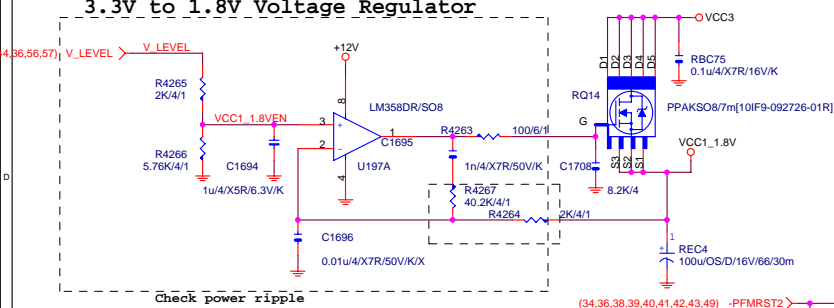 3.3V to 1.8V Voltage Regulator
4,36,56,57) V_LEVEL
V_LEVEL
+12V
VCC3
D1
D2
D3
D4
D5
RBC75
0.1u/4/X7R/16V/K
R4265
2K/4/1
8
LM358DR/SO8
RQ14
PPAKSO8/7m[10IF9-092726-01R]
VCC1_1.8VEN
3
+
1
C1695
R4263
100/6/1
G
VCC1_1.8V
R4266
5.76K/4/1
2
-
C1694
U197A
4
1n/4/X7R/50V/K
C1708
S3
S2
S1
D
1u/4/X5R/6.3V/K
R4267
40.2K/4/1
8.2K/4
R4264
2K/4/1
C1696
0.01u/4/X7R/50V/K/X
1
+
REC4
100u/OS/D/16V/66/30m
Check power ripple
(34,36,38,39,40,41,42,43,49) -PFMRST2